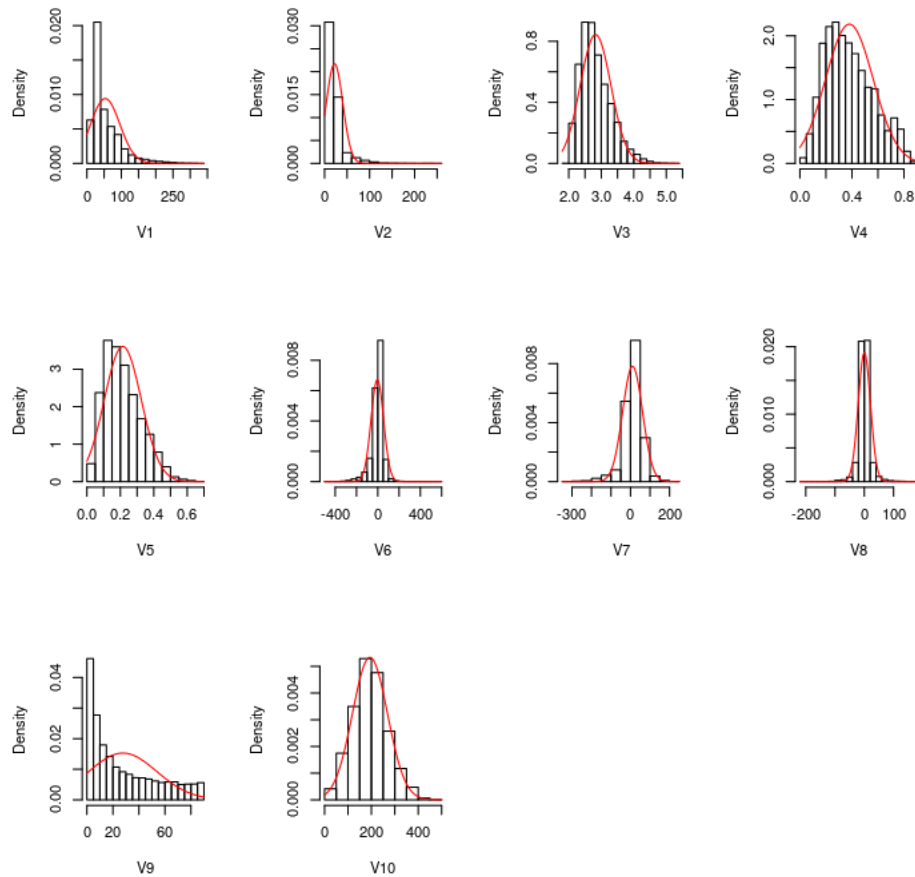 Density
0.000 0.010 0.020
0 100 250
V1
Density
0.000 0.015 0.030
0 100 200
V2
Density
0.0 0.4 0.8
2.0 3.0 4.0 5.0
V3
Density
0.0 1.0 2.0
0.0 0.4 0.8
V4
Density
0 1 2 3
0.0 0.2 0.4 0.6
V5
Density
0.000 0.004 0.008
-400 0 400
V6
Density
0.000 0.004 0.008
-300 0 200
V7
Density
0.000 0.010 0.020
-200 0 100
V8
Density
0.00 0.02 0.04
0 20 60
V9
Density
0.000 0.002 0.004
0 200 400
V10